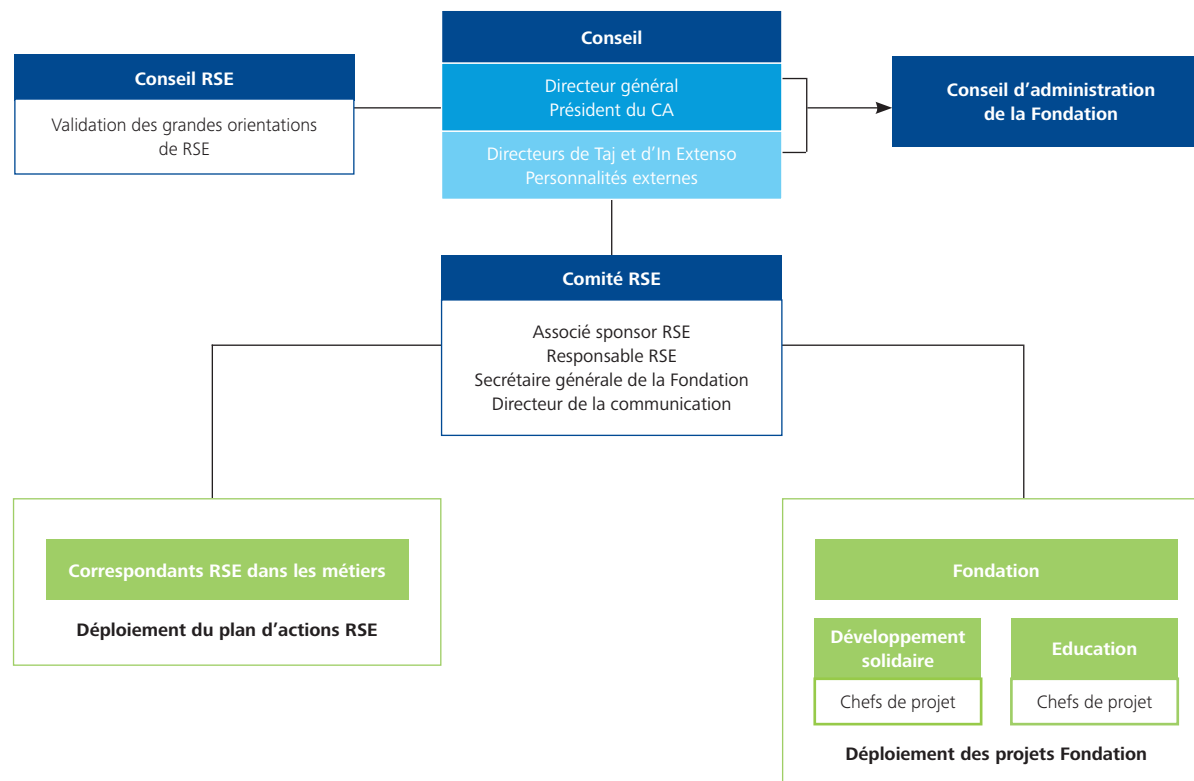 Conseil RSE
Validation des grandes orientations
de RSE
Conseil
Directeur général
Président du CA
Directeurs de Taj et d'In Extenso
Personnalités externes
Conseil d'administration
de la Fondation
Comité RSE
Associé sponsor RSE
Responsable RSE
Secrétaire générale de la Fondation
Directeur de la communication
Correspondants RSE dans les métiers
Déploiement du plan d'actions RSE
Fondation
Développement
solidaire
Chefs de projet
Education
Chefs de projet
Déploiement des projets Fondation